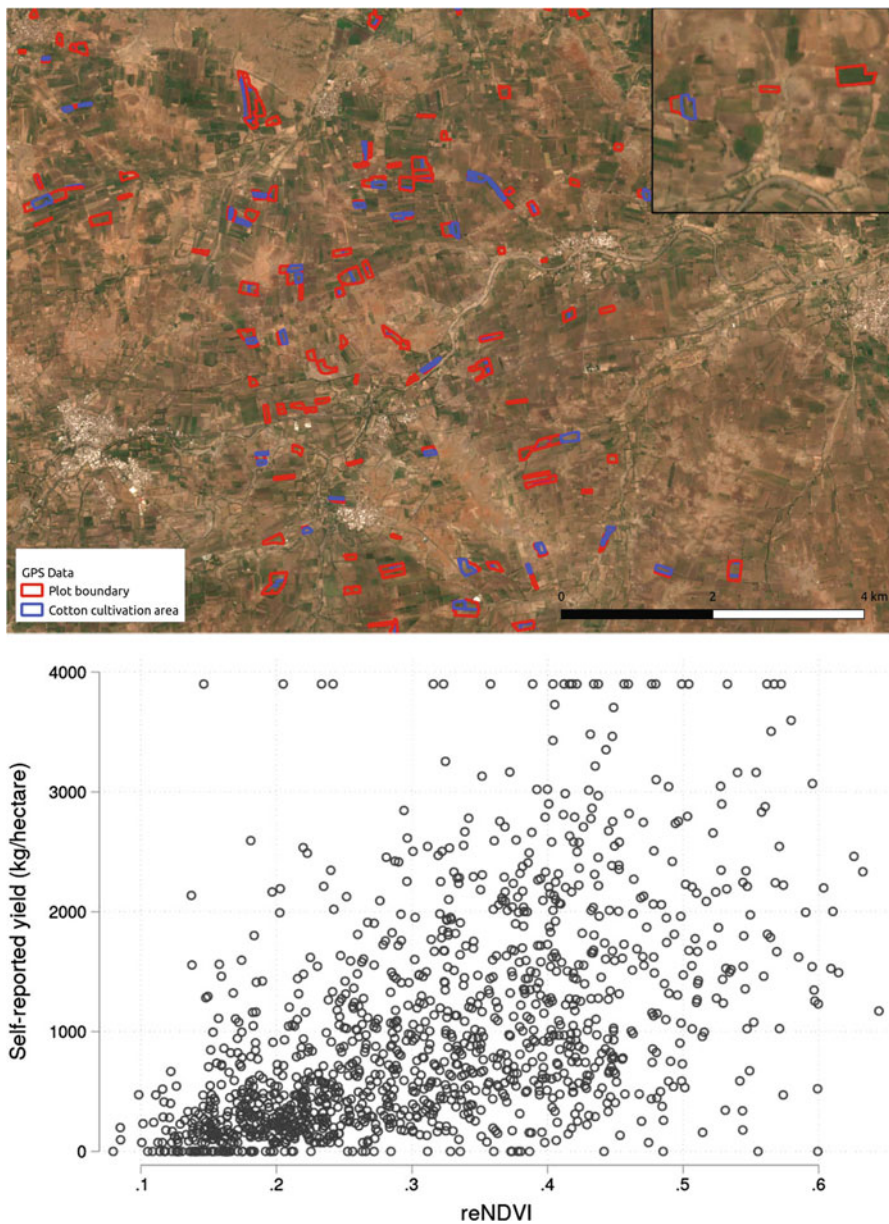 GPS Data
Plot boundary
Cotton cultivation area
0 2 4 km
4000
3000
2000
1000
0
Self-reported yield (kg/hectare)
.1 .2 .3 .4 .5 .6
reNDVI